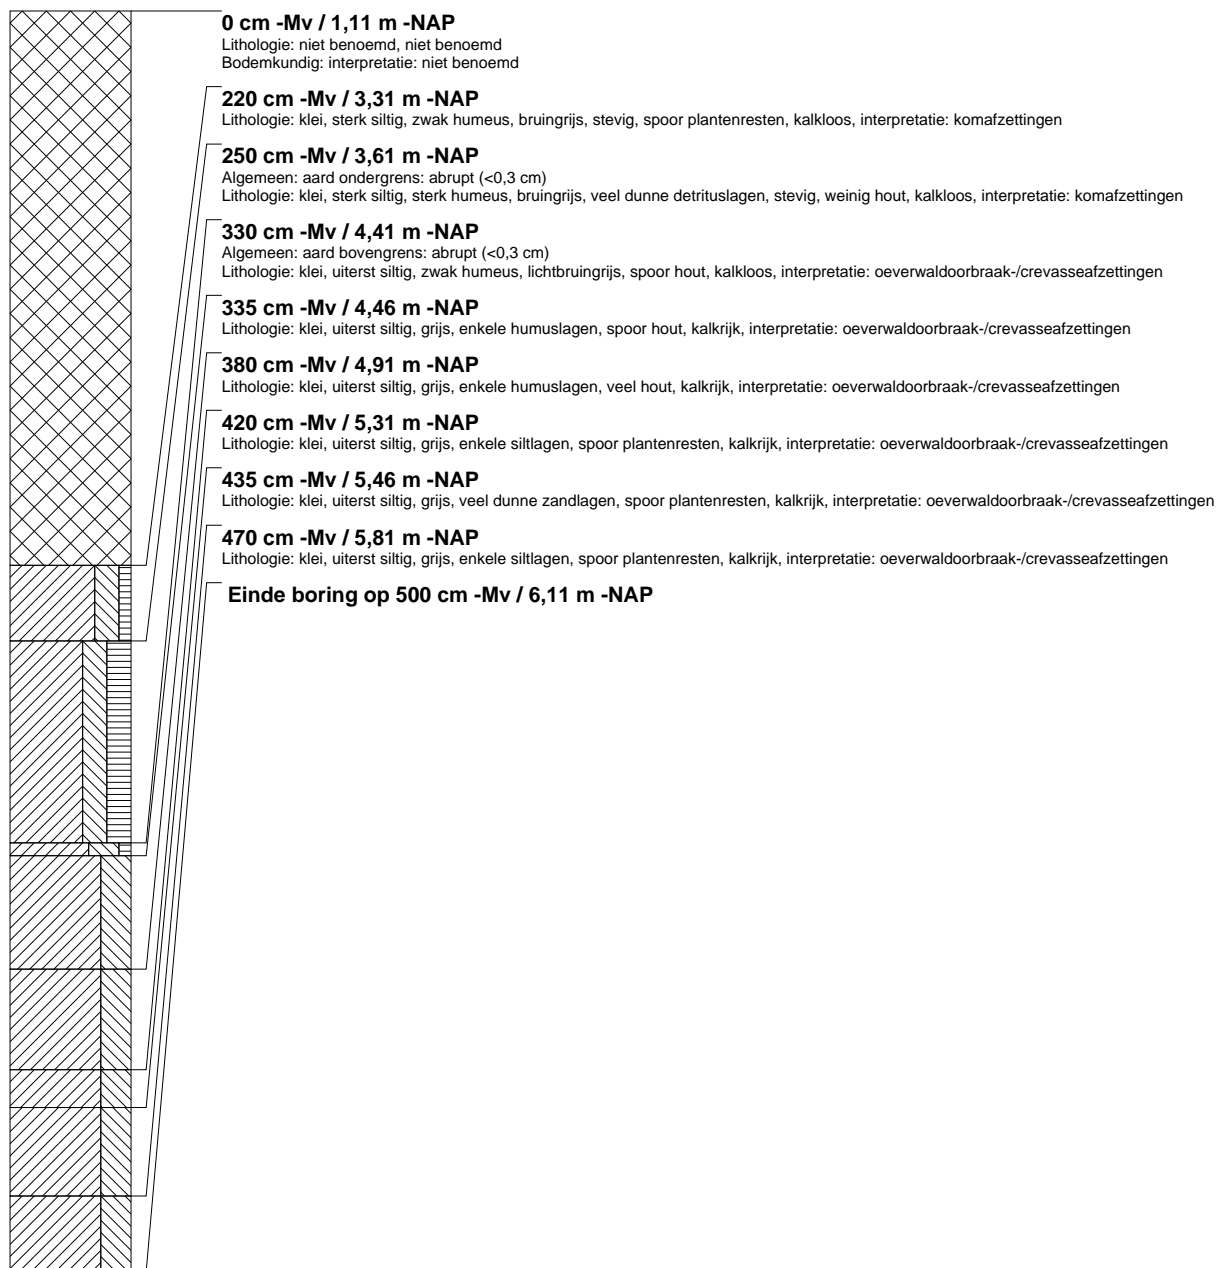 0 cm -Mv / 1,11 m -NAP
Lithologie: niet benoemd, niet benoemd
Bodemkundig: interpretatie: niet benoemd
220 cm -Mv / 3,31 m -NAP
Lithologie: klei, sterk siltig, zwak humeus, bruingrijs, stevig, spoor plantenresten, kalkloos, interpretatie: komafzettingen
250 cm -Mv / 3,61 m -NAP
Algemeen: aard ondergrens: abrupt (<0,3 cm)
Lithologie: klei, sterk siltig, sterk humeus, bruingrijs, veel dunne detrituslagen, stevig, weinig hout, kalkloos, interpretatie: komafzettingen
330 cm -Mv / 4,41 m -NAP
Algemeen: aard bovengrens: abrupt (<0,3 cm)
Lithologie: klei, uiterst siltig, zwak humeus, lichtbruingrijs, spoor hout, kalkloos, interpretatie: oeverwaldoorbraak-/crevasseafzettingen
335 cm -Mv / 4,46 m -NAP
Lithologie: klei, uiterst siltig, grijs, enkele humuslagen, spoor hout, kalkrijk, interpretatie: oeverwaldoorbraak-/crevasseafzettingen
380 cm -Mv / 4,91 m -NAP
Lithologie: klei, uiterst siltig, grijs, enkele humuslagen, veel hout, kalkrijk, interpretatie: oeverwaldoorbraak-/crevasseafzettingen
420 cm -Mv / 5,31 m -NAP
Lithologie: klei, uiterst siltig, grijs, enkele siltlagen, spoor plantenresten, kalkrijk, interpretatie: oeverwaldoorbraak-/crevasseafzettingen
435 cm -Mv / 5,46 m -NAP
Lithologie: klei, uiterst siltig, grijs, veel dunne zandlagen, spoor plantenresten, kalkrijk, interpretatie: oeverwaldoorbraak-/crevasseafzettingen
470 cm -Mv / 5,81 m -NAP
Lithologie: klei, uiterst siltig, grijs, enkele siltlagen, spoor plantenresten, kalkrijk, interpretatie: oeverwaldoorbraak-/crevasseafzettingen
Einde boring op 500 cm -Mv / 6,11 m -NAP